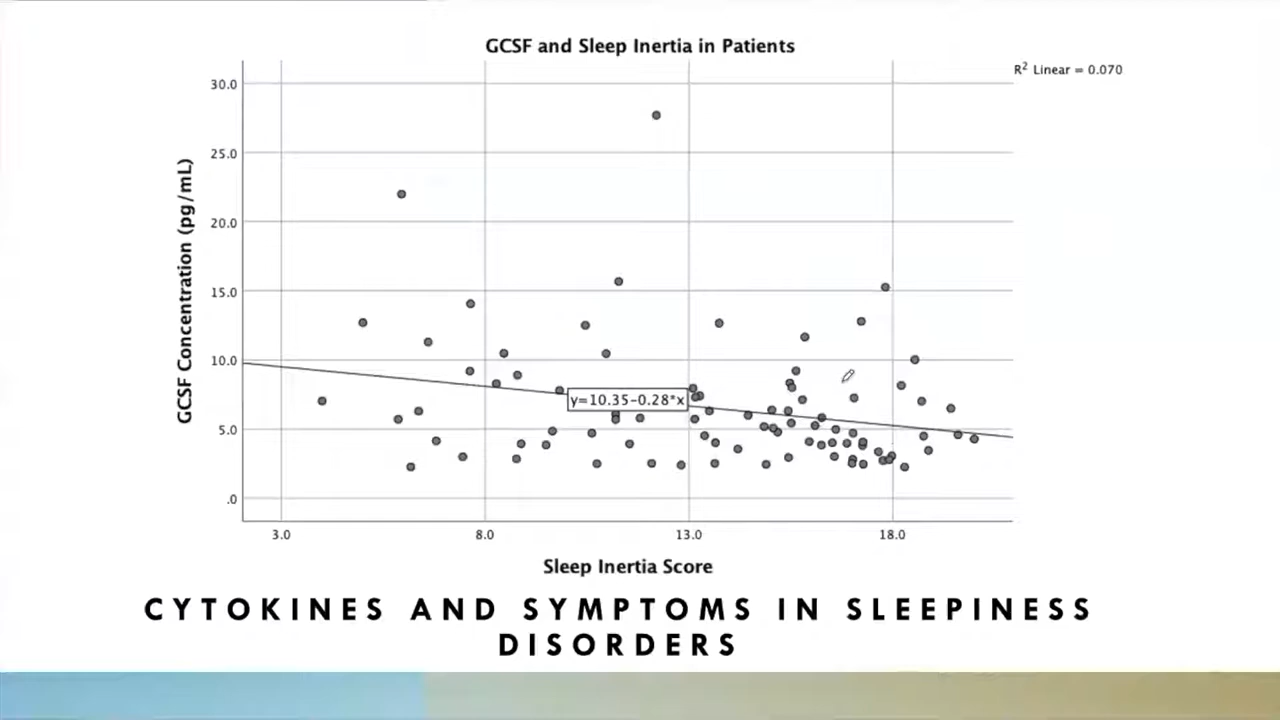 GCSF and Sleep Inertia in Patients
R² Linear = 0.070
30.0
25.0
20.0
15.0
10.0
5.0
.0
GCSF Concentration (pg/mL)
y=10.35-0.28*x
3.0 8.0 13.0 18.0
Sleep Inertia Score
CYTOKINES AND SYMPTOMS IN SLEEPINESS
DISORDERS